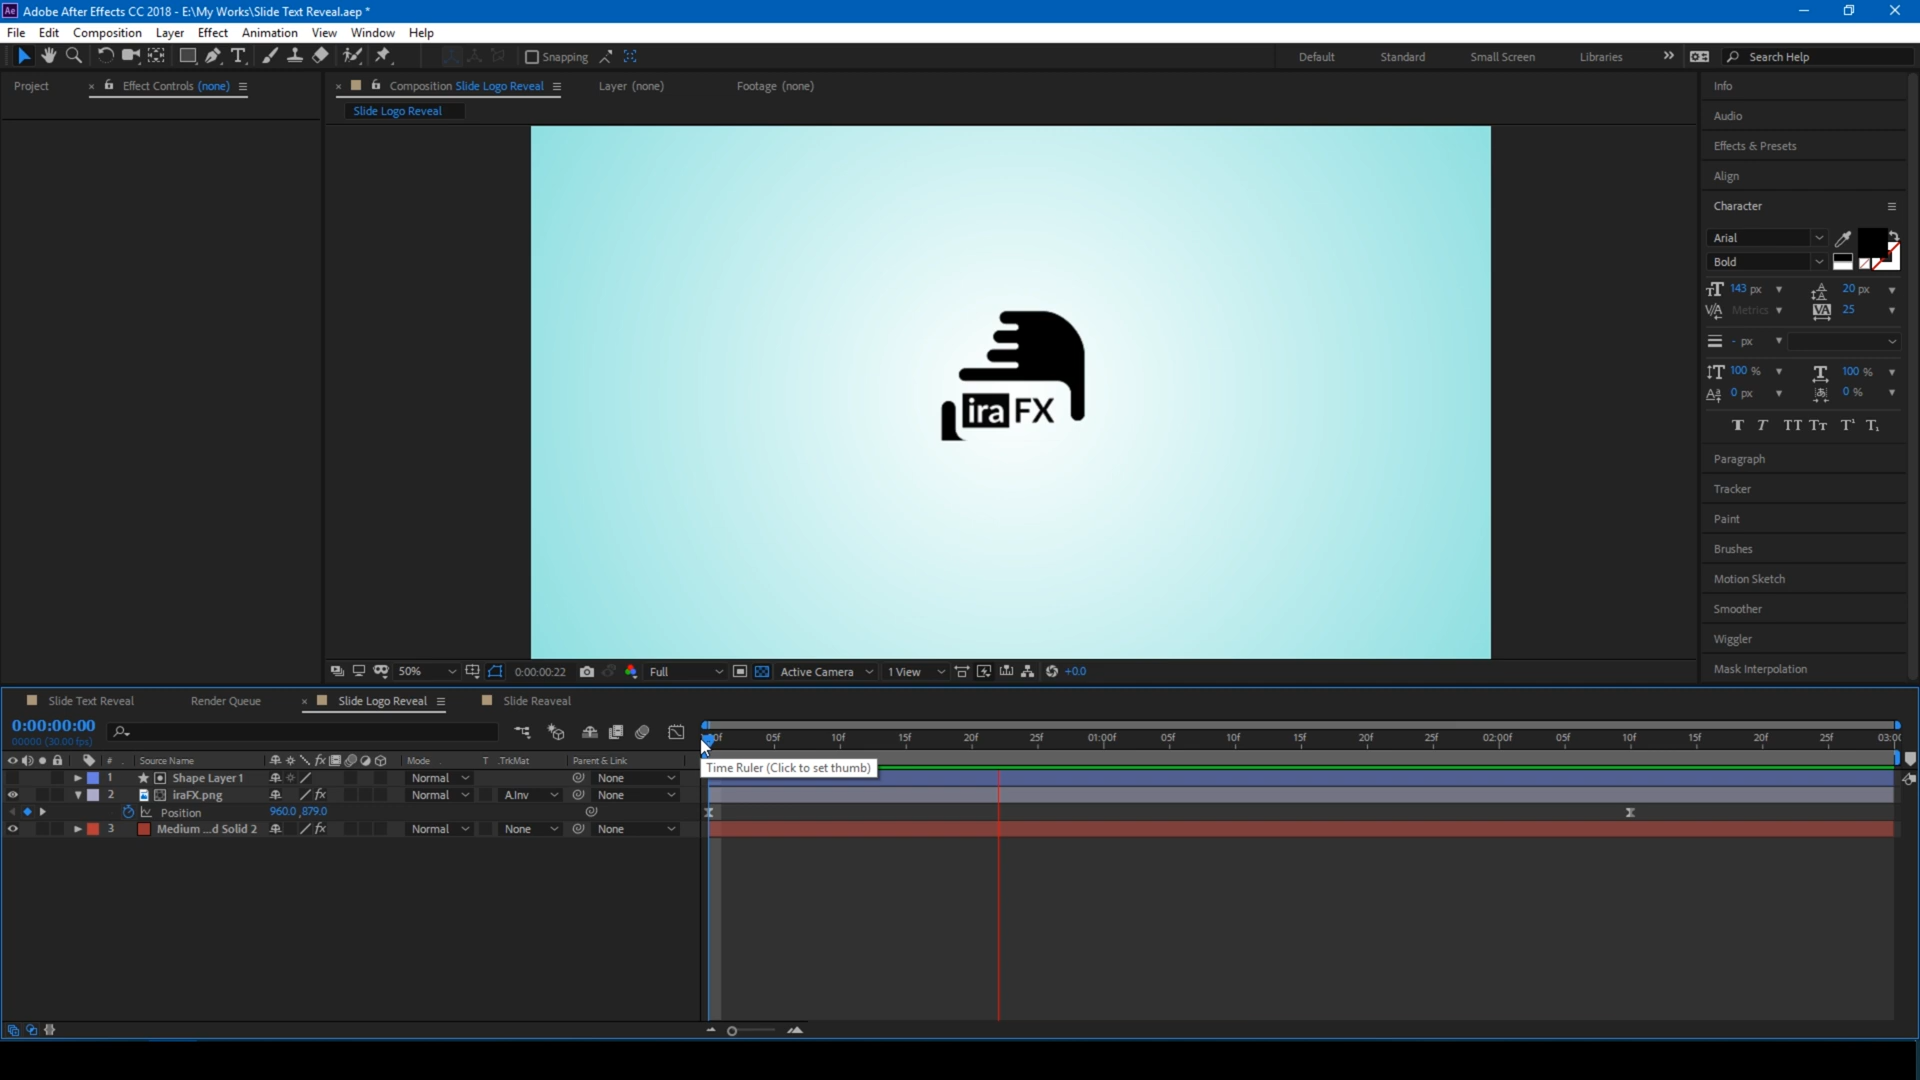 Ae Adobe After Effects CC 2018 - E:\My Works\Slide Text Reveal.aep *
File Edit Composition Layer Effect Animation View Window Help
Snapping Default Standard Small Screen Libraries Search Help
Project Effect Controls (none) Composition Slide Logo Reveal Layer (none) Footage (none) Info
Slide Logo Reveal
Audio
Effects & Presets
Align
Character
Arial
Bold
143 px 20 px
Metrics 25
- px
100 % 100 %
0 px 0 %
T T TT Tт T¹ T₁
Paragraph
Tracker
Paint
Brushes
Motion Sketch
Smoother
Wiggler
Mask Interpolation
ira FX
50% 0:00:00:22 Full Active Camera 1 View +0.0
Slide Text Reveal Render Queue Slide Logo Reveal Slide Reaveal
0:00:00:00
00000 (30.00 fps)
05f 10f 15f 20f 25f 01:00f 05f 10f 15f 20f 25f 02:00f 05f 10f 15f 20f 25f
# Source Name Mode T .TrkMat Parent & Link
Time Ruler (Click to set thumb)
1 Shape Layer 1 Normal None
2 iraFX.png Normal A.Inv None
Position 960.0 ,879.0
3 Medium ...d Solid 2 Normal None None